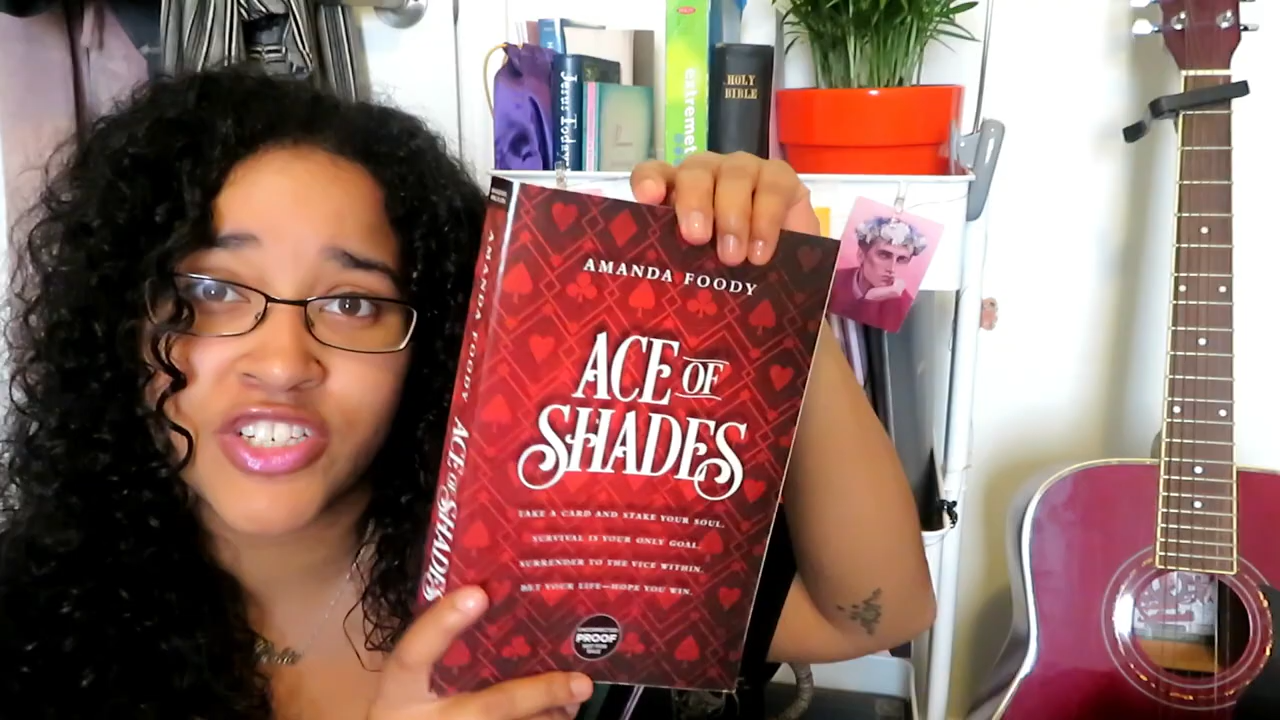 HOLY
BIBLE
Jesus Today
extremet
AMANDA FOODY
ACE OF
SHADES
TAKE A CARD AND STAKE YOUR SOUL.
SURVIVAL IS YOUR ONLY GOAL.
SURRENDER TO THE VICE WITHIN.
BET YOUR LIFE—HOPE YOU WIN.
PROOF
AMANDA FOODY ACE OF SHADES